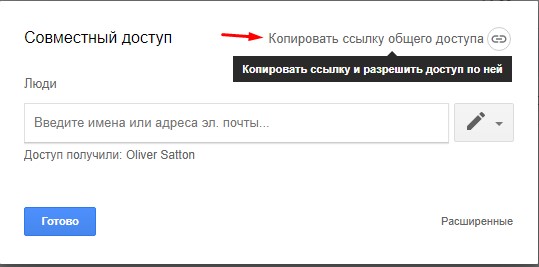 Совместный доступ
Копировать ссылку общего доступа
Копировать ссылку и разрешить доступ по ней
Люди
Введите имена или адреса эл. почты...
Доступ получили: Oliver Satton
Готово
Расширенные